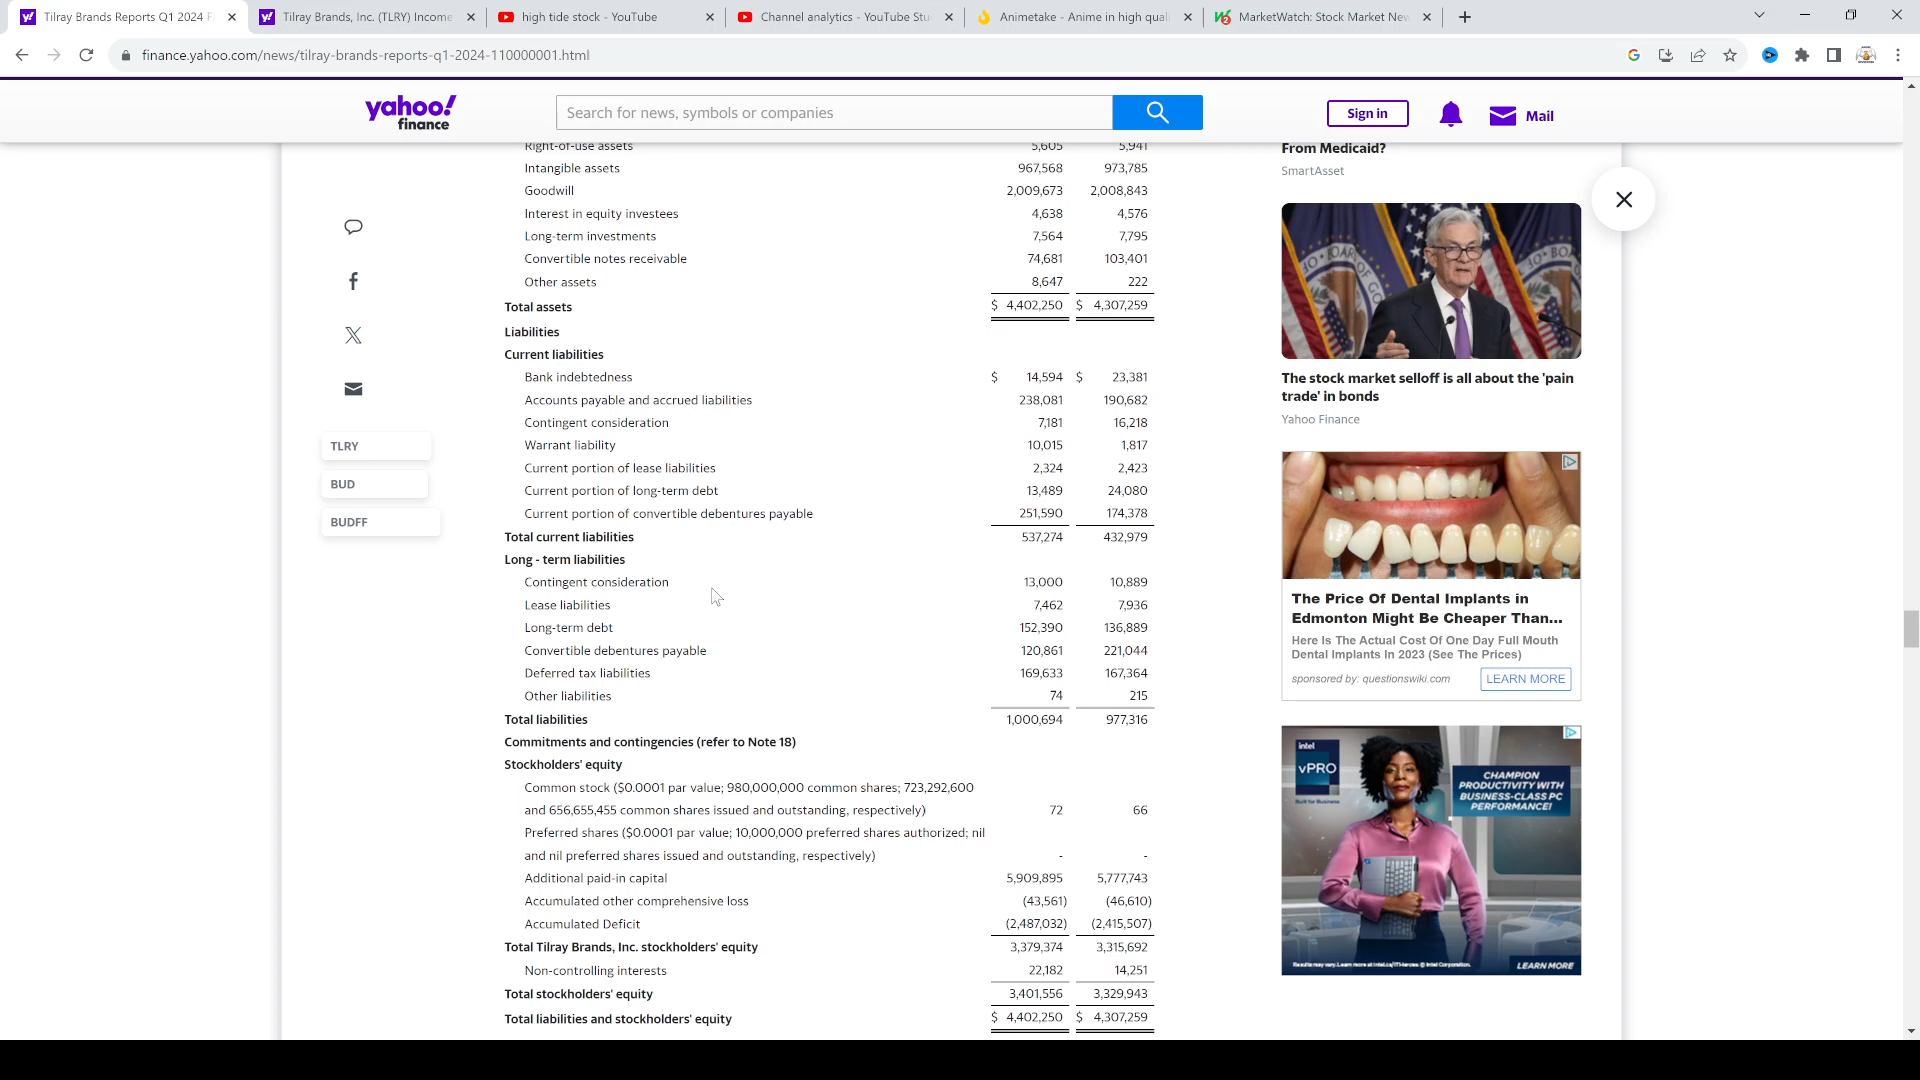 Tilray Brands Reports Q1 2024 F
Tilray Brands, Inc. (TLRY) Income
high tide stock - YouTube
Channel analytics - YouTube Stu
Animetake - Anime in high quali
MarketWatch: Stock Market New
finance.yahoo.com/news/tilray-brands-reports-q1-2024-110000001.html
yahoo!
finance
Search for news, symbols or companies
Sign in
Mail
Right-of-use assets 5,605 5,941
Intangible assets 967,568 973,785
Goodwill 2,009,673 2,008,843
Interest in equity investees 4,638 4,576
Long-term investments 7,564 7,795
Convertible notes receivable 74,681 103,401
Other assets 8,647 222
Total assets $ 4,402,250 $ 4,307,259
Liabilities
Current liabilities
Bank indebtedness $ 14,594 $ 23,381
Accounts payable and accrued liabilities 238,081 190,682
Contingent consideration 7,181 16,218
Warrant liability 10,015 1,817
Current portion of lease liabilities 2,324 2,423
Current portion of long-term debt 13,489 24,080
Current portion of convertible debentures payable 251,590 174,378
Total current liabilities 537,274 432,979
Long - term liabilities
Contingent consideration 13,000 10,889
Lease liabilities 7,462 7,936
Long-term debt 152,390 136,889
Convertible debentures payable 120,861 221,044
Deferred tax liabilities 169,633 167,364
Other liabilities 74 215
Total liabilities 1,000,694 977,316
Commitments and contingencies (refer to Note 18)
Stockholders' equity
Common stock ($0.0001 par value; 980,000,000 common shares; 723,292,600
and 656,655,455 common shares issued and outstanding, respectively) 72 66
Preferred shares ($0.0001 par value; 10,000,000 preferred shares authorized; nil
and nil preferred shares issued and outstanding, respectively) - -
Additional paid-in capital 5,909,895 5,777,743
Accumulated other comprehensive loss (43,561) (46,610)
Accumulated Deficit (2,487,032) (2,415,507)
Total Tilray Brands, Inc. stockholders' equity 3,379,374 3,315,692
Non-controlling interests 22,182 14,251
Total stockholders' equity 3,401,556 3,329,943
Total liabilities and stockholders' equity $ 4,402,250 $ 4,307,259
TLRY
BUD
BUDFF
From Medicaid?
SmartAsset
The stock market selloff is all about the 'pain
trade' in bonds
Yahoo Finance
The Price Of Dental Implants in
Edmonton Might Be Cheaper Than...
Here Is The Actual Cost Of One Day Full Mouth
Dental Implants In 2023 (See The Prices)
sponsored by: questionswiki.com
LEARN MORE
intel
vPRO
Built for Business
CHAMPION
PRODUCTIVITY WITH
BUSINESS-CLASS PC
PERFORMANCE!
LEARN MORE